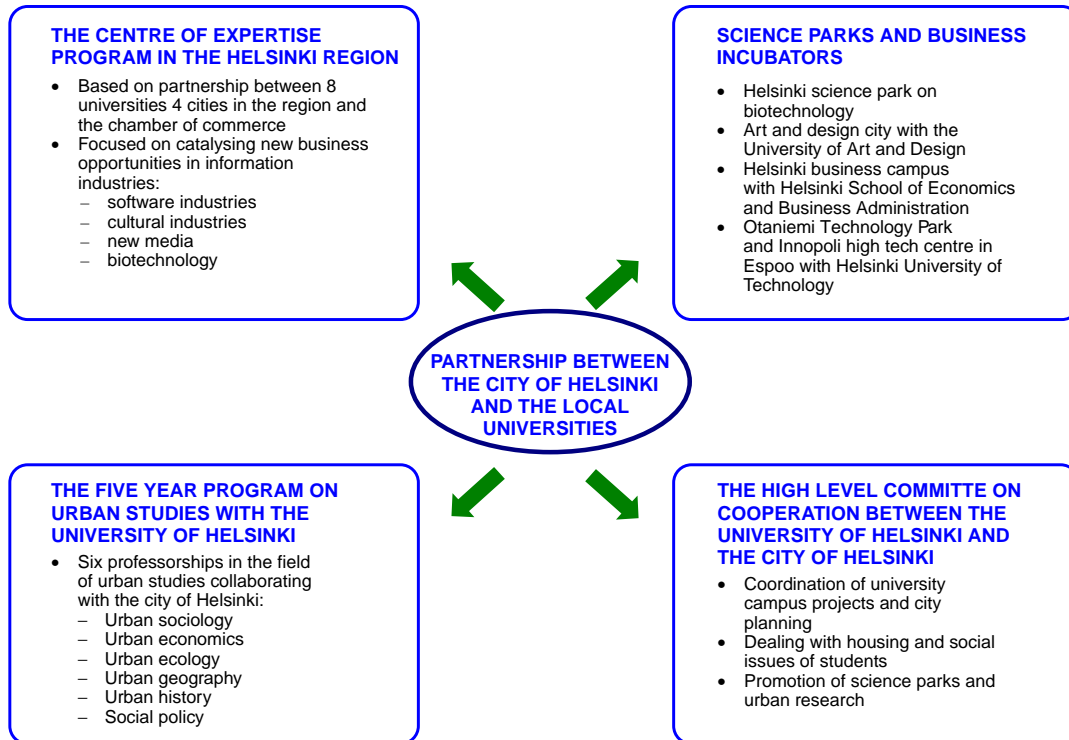 THE CENTRE OF EXPERTISE
PROGRAM IN THE HELSINKI REGION
• Based on partnership between 8
universities 4 cities in the region and
the chamber of commerce
• Focused on catalysing new business
opportunities in information
industries:
– software industries
– cultural industries
– new media
– biotechnology
SCIENCE PARKS AND BUSINESS
INCUBATORS
• Helsinki science park on
biotechnology
• Art and design city with the
University of Art and Design
• Helsinki business campus
with Helsinki School of Economics
and Business Administration
• Otaniemi Technology Park
and Innopoli high tech centre in
Espoo with Helsinki University of
Technology
PARTNERSHIP BETWEEN
THE CITY OF HELSINKI
AND THE LOCAL
UNIVERSITIES
THE FIVE YEAR PROGRAM ON
URBAN STUDIES WITH THE
UNIVERSITY OF HELSINKI
• Six professorships in the field
of urban studies collaborating
with the city of Helsinki:
– Urban sociology
– Urban economics
– Urban ecology
– Urban geography
– Urban history
– Social policy
THE HIGH LEVEL COMMITTE ON
COOPERATION BETWEEN THE
UNIVERSITY OF HELSINKI AND
THE CITY OF HELSINKI
• Coordination of university
campus projects and city
planning
• Dealing with housing and social
issues of students
• Promotion of science parks and
urban research